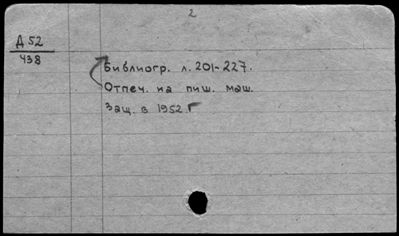 2
Д 52
438
Библиогр. л. 201-227.
Отпеч. на пиш. маш.
Защ. в 1952 г